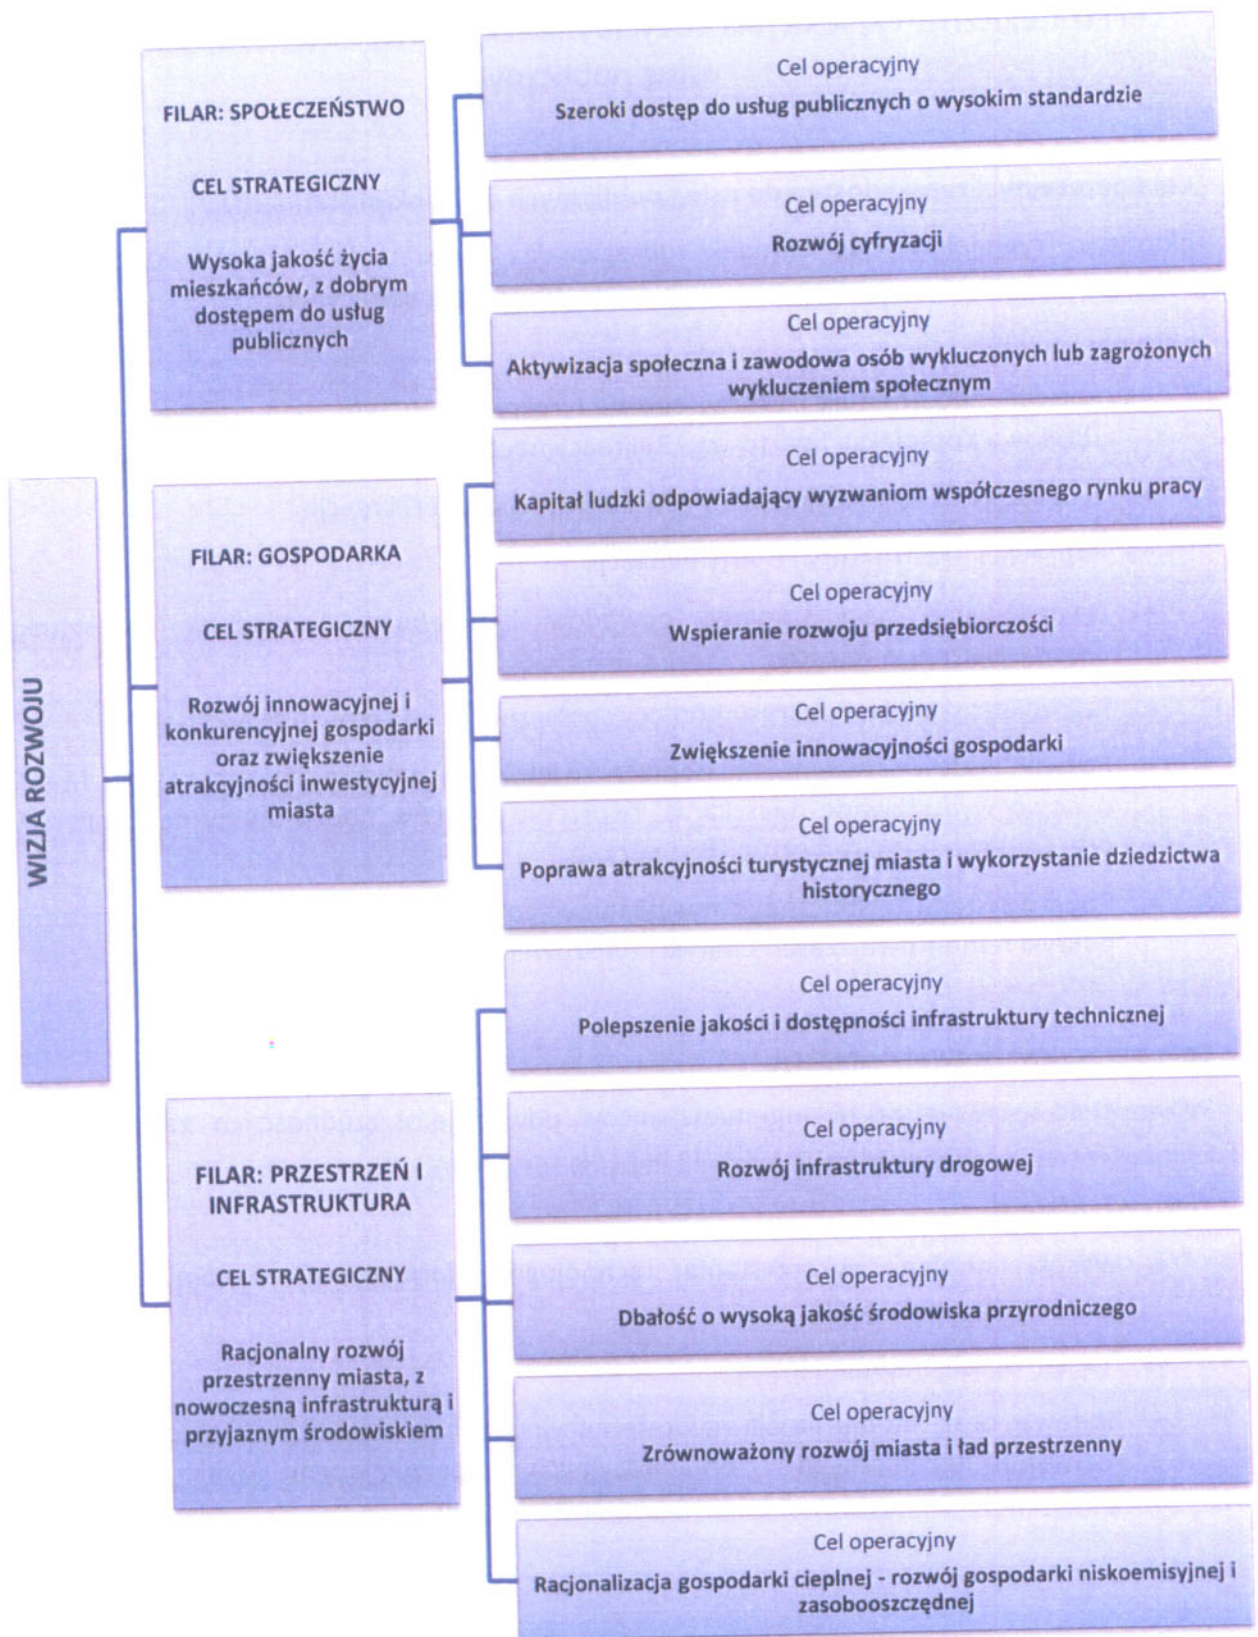 WIZJA ROZWOJU
FILAR: SPOŁECZEŃSTWO
CEL STRATEGICZNY
Wysoka jakość życia
mieszkańców, z dobrym
dostępem do usług
publicznych
Cel operacyjny
Szeroki dostęp do usług publicznych o wysokim standardzie
Cel operacyjny
Rozwój cyfryzacji
Cel operacyjny
Aktywizacja społeczna i zawodowa osób wykluczonych lub zagrożonych
wykluczeniem społecznym
FILAR: GOSPODARKA
CEL STRATEGICZNY
Rozwój innowacyjnej i
konkurencyjnej gospodarki
oraz zwiększenie
atrakcyjności inwestycyjnej
miasta
Cel operacyjny
Kapitał ludzki odpowiadający wyzwaniom współczesnego rynku pracy
Cel operacyjny
Wspieranie rozwoju przedsiębiorczości
Cel operacyjny
Zwiększenie innowacyjności gospodarki
Cel operacyjny
Poprawa atrakcyjności turystycznej miasta i wykorzystanie dziedzictwa
historycznego
FILAR: PRZESTRZEŃ I
INFRASTRUKTURA
CEL STRATEGICZNY
Racjonalny rozwój
przestrzenny miasta, z
nowoczesną infrastrukturą i
przyjaznym środowiskiem
Cel operacyjny
Polepszenie jakości i dostępności infrastruktury technicznej
Cel operacyjny
Rozwój infrastruktury drogowej
Cel operacyjny
Dbałość o wysoką jakość środowiska przyrodniczego
Cel operacyjny
Zrównoważony rozwój miasta i ład przestrzenny
Cel operacyjny
Racjonalizacja gospodarki cieplnej - rozwój gospodarki niskoemisyjnej i
zasobooszczędnej